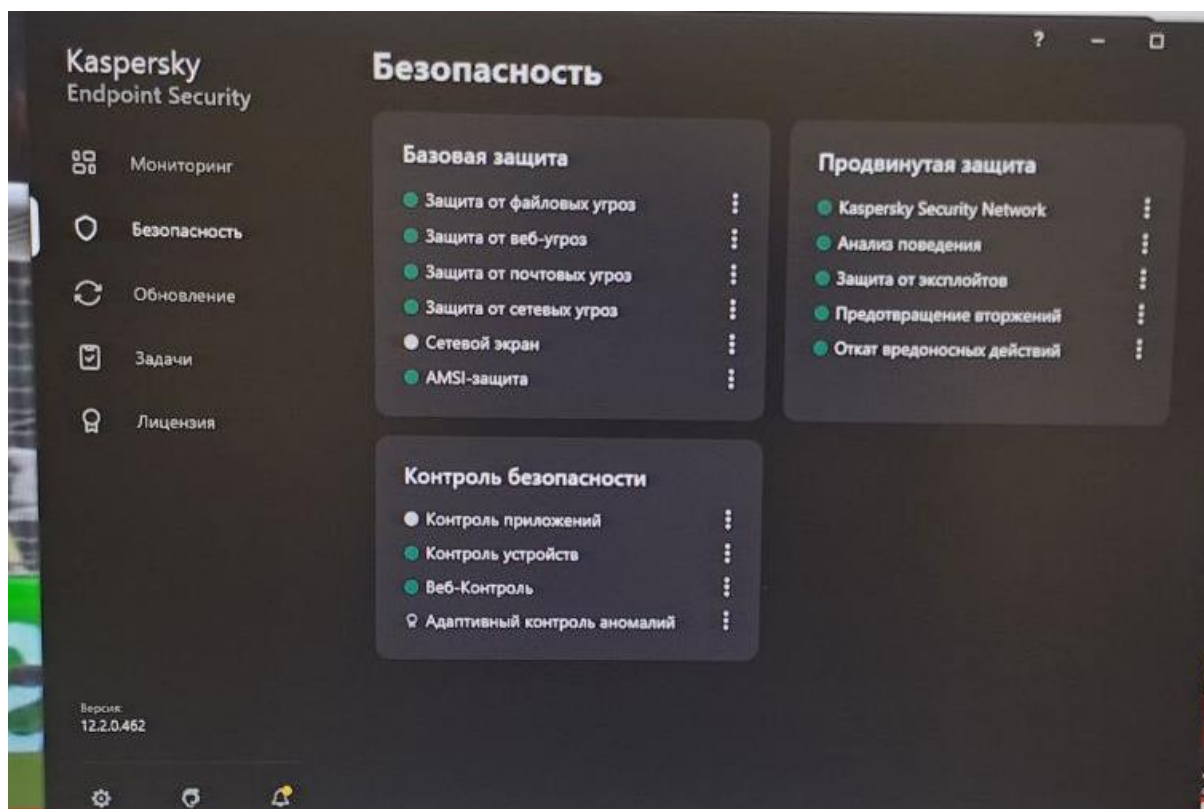 Kaspersky
Endpoint Security
Мониторинг
Безопасность
Обновление
Задачи
Лицензия
Версия:
12.2.0.462
?
Безопасность
Базовая защита
Защита от файловых угроз
Защита от веб-угроз
Защита от почтовых угроз
Защита от сетевых угроз
Сетевой экран
AMSI-защита
Продвинутая защита
Kaspersky Security Network
Анализ поведения
Защита от эксплойтов
Предотвращение вторжений
Откат вредоносных действий
Контроль безопасности
Контроль приложений
Контроль устройств
Веб-Контроль
Адаптивный контроль аномалий